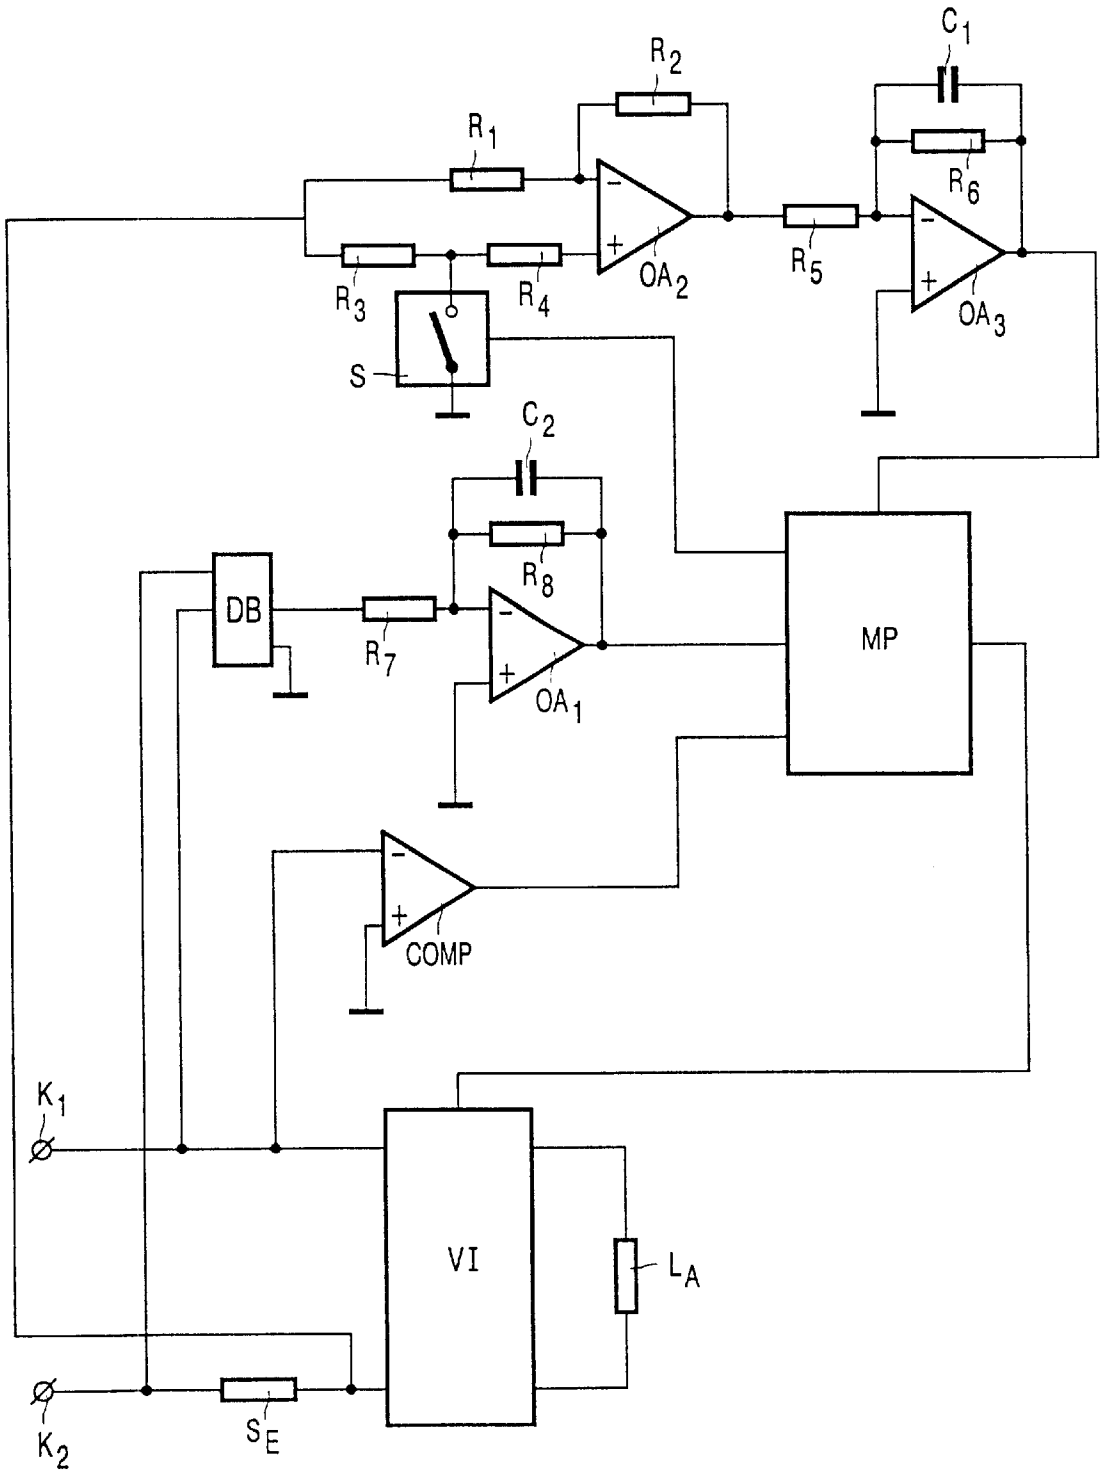 C1
R2
R1
R6
- + OA2
R5
- + OA3
R3
R4
S
C2
R8
DB
R7
- + OA1
MP
- + COMP
K1
VI
LA
SE
K2